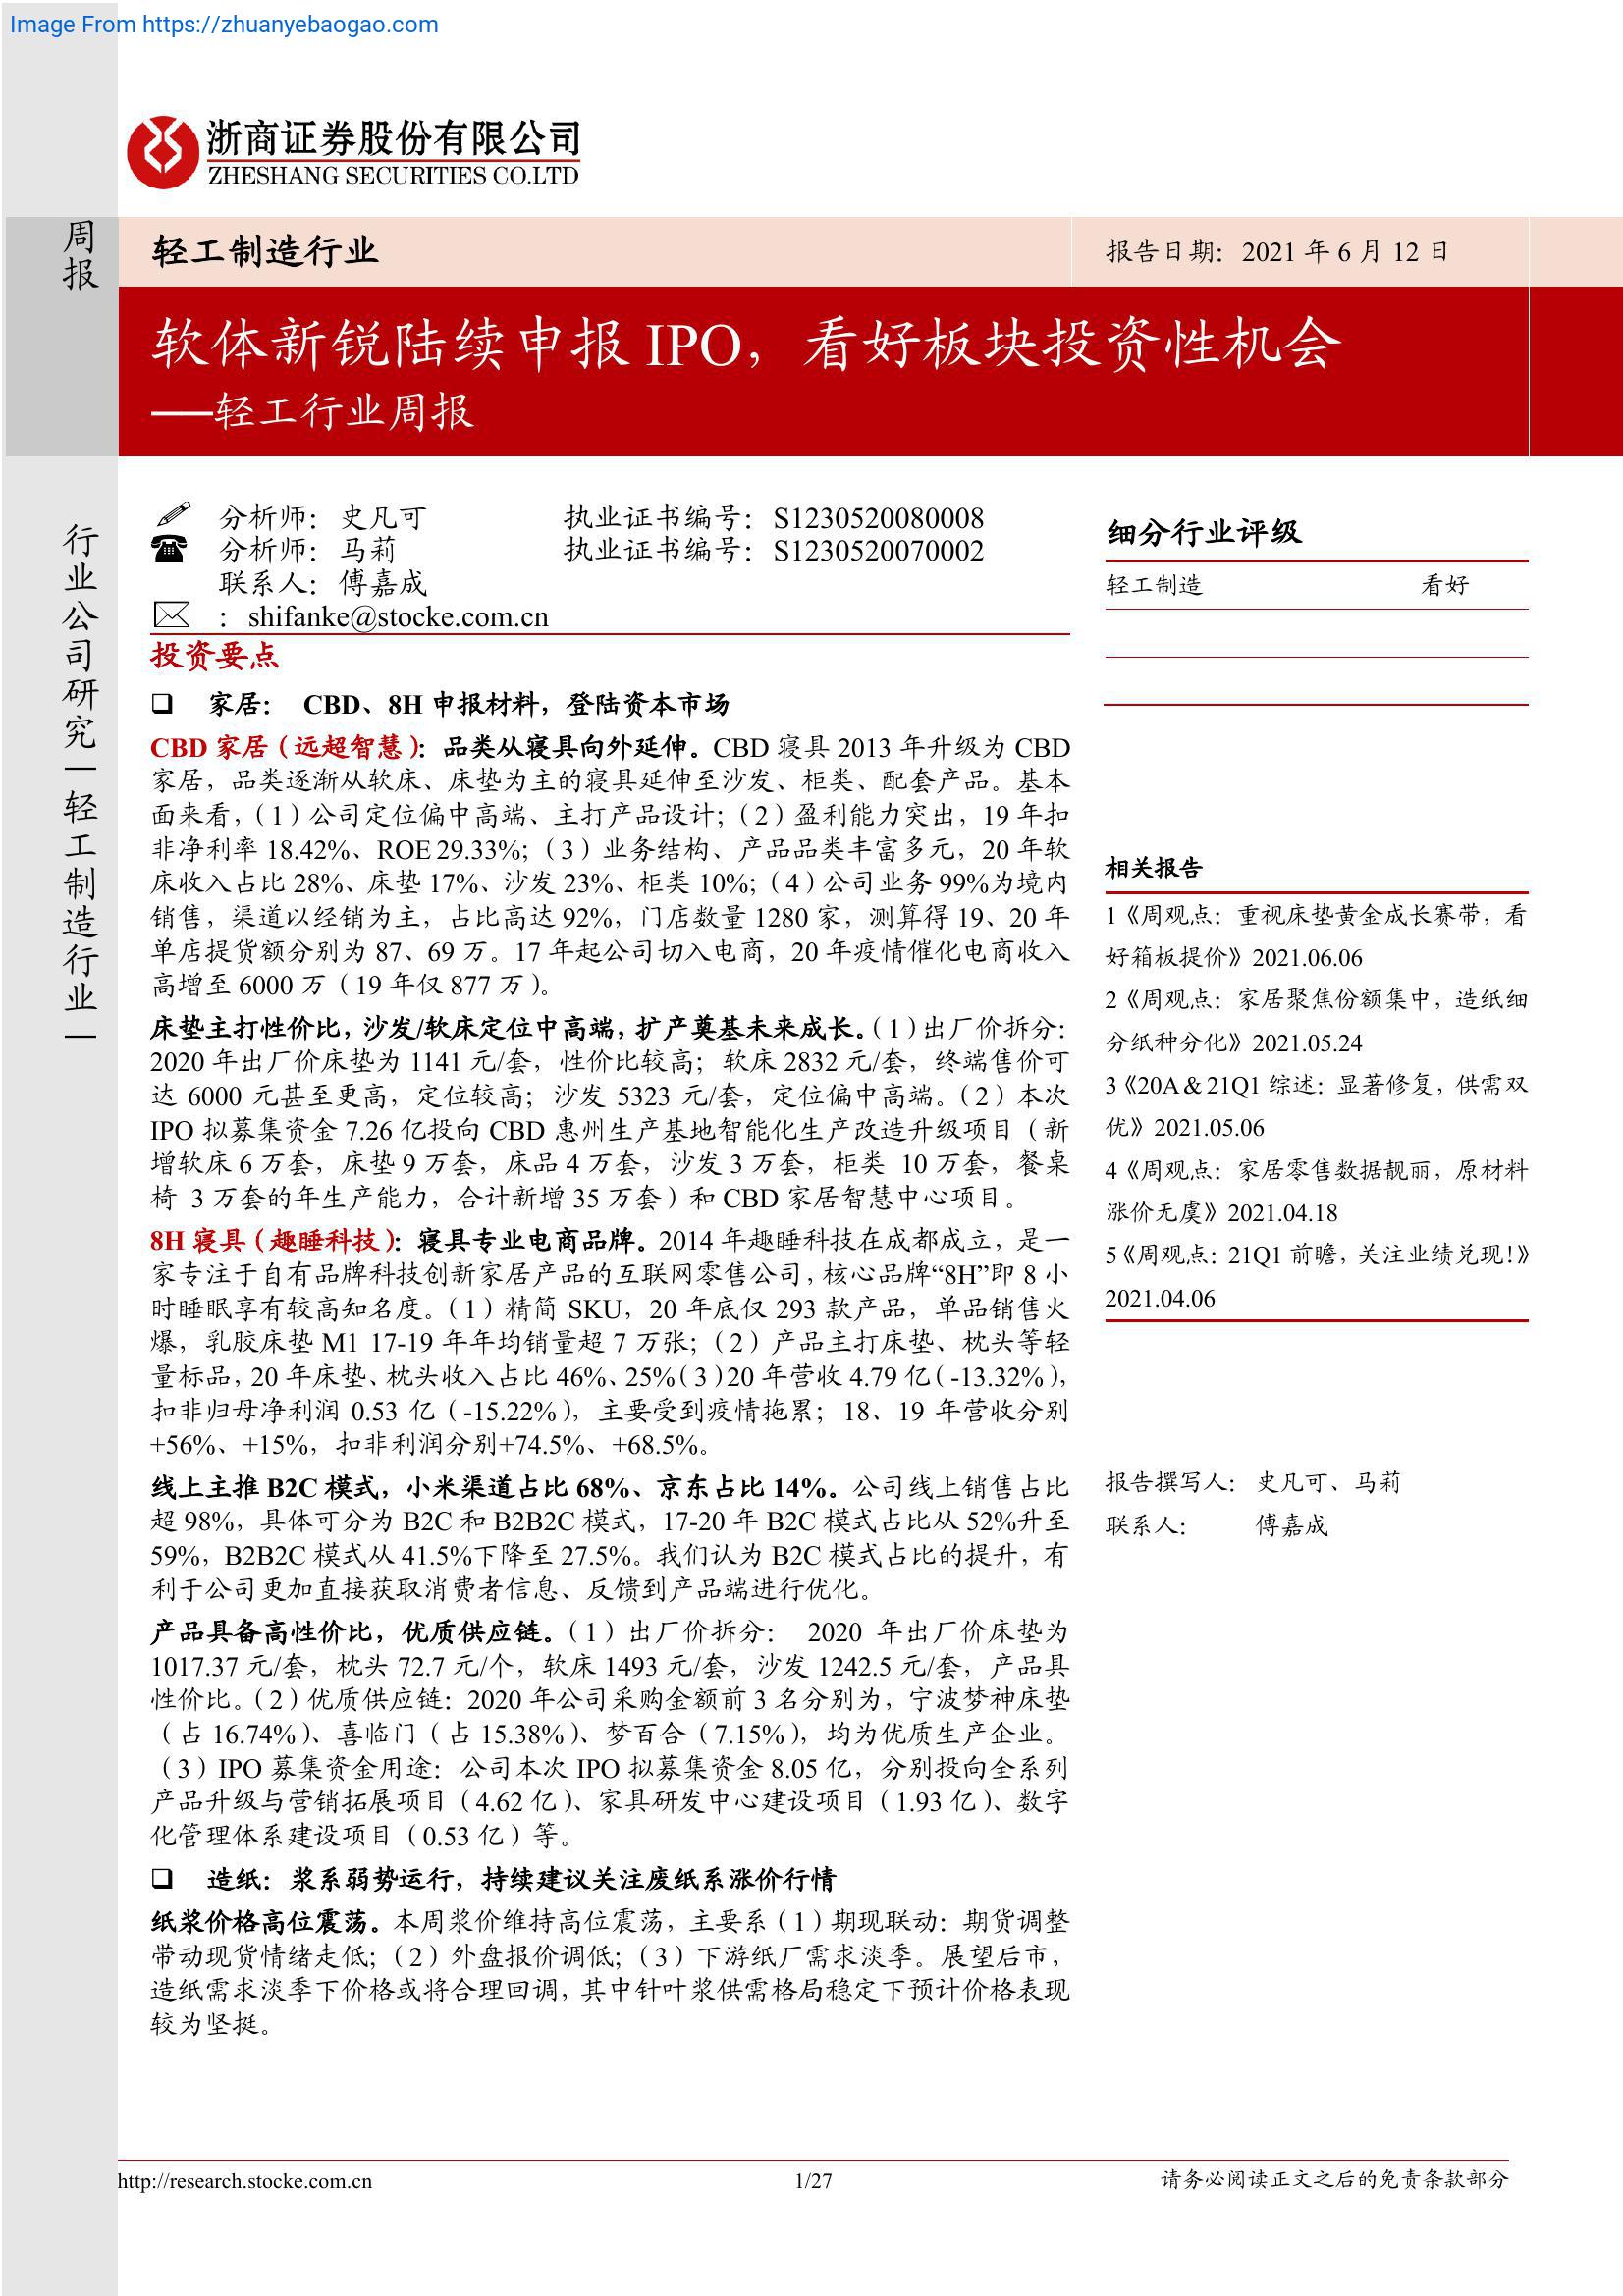 Image From https://zhuanyebaogao.com
浙商证券股份有限公司
ZHESHANG SECURITIES CO.LTD
周报
轻工制造行业
报告日期：2021 年 6 月 12 日
软体新锐陆续申报 IPO，看好板块投资性机会
——轻工行业周报
行业公司研究—轻工制造行业—
分析师：史凡可 执业证书编号：S1230520080008
分析师：马莉 执业证书编号：S1230520070002
联系人：傅嘉成
：shifanke@stocke.com.cn
投资要点
家居： CBD、8H 申报材料，登陆资本市场
CBD 家居（远超智慧）：品类从寝具向外延伸。CBD 寝具 2013 年升级为 CBD
家居，品类逐渐从软床、床垫为主的寝具延伸至沙发、柜类、配套产品。基本
面来看，（1）公司定位偏中高端、主打产品设计；（2）盈利能力突出，19 年扣
非净利率 18.42%、ROE 29.33%；（3）业务结构、产品品类丰富多元，20 年软
床收入占比 28%、床垫 17%、沙发 23%、柜类 10%；（4）公司业务 99%为境内
销售，渠道以经销为主，占比高达 92%，门店数量 1280 家，测算得 19、20 年
单店提货额分别为 87、69 万。17 年起公司切入电商，20 年疫情催化电商收入
高增至 6000 万（19 年仅 877 万）。
床垫主打性价比，沙发/软床定位中高端，扩产奠基未来成长。（1）出厂价拆分：
2020 年出厂价床垫为 1141 元/套，性价比较高；软床 2832 元/套，终端售价可
达 6000 元甚至更高，定位较高；沙发 5323 元/套，定位偏中高端。（2）本次
IPO 拟募集资金 7.26 亿投向 CBD 惠州生产基地智能化生产改造升级项目（新
增软床 6 万套，床垫 9 万套，床品 4 万套，沙发 3 万套，柜类 10 万套，餐桌
椅 3 万套的年生产能力，合计新增 35 万套）和 CBD 家居智慧中心项目。
8H 寝具（趣睡科技）：寝具专业电商品牌。2014 年趣睡科技在成都成立，是一
家专注于自有品牌科技创新家居产品的互联网零售公司，核心品牌“8H”即 8 小
时睡眠享有较高知名度。（1）精简 SKU，20 年底仅 293 款产品，单品销售火
爆，乳胶床垫 M1 17-19 年年均销量超 7 万张；（2）产品主打床垫、枕头等轻
量标品，20 年床垫、枕头收入占比 46%、25%（3）20 年营收 4.79 亿（-13.32%），
扣非归母净利润 0.53 亿（-15.22%），主要受到疫情拖累；18、19 年营收分别
+56%、+15%，扣非利润分别+74.5%、+68.5%。
线上主推 B2C 模式，小米渠道占比 68%、京东占比 14%。公司线上销售占比
超 98%，具体可分为 B2C 和 B2B2C 模式，17-20 年 B2C 模式占比从 52%升至
59%，B2B2C 模式从 41.5%下降至 27.5%。我们认为 B2C 模式占比的提升，有
利于公司更加直接获取消费者信息、反馈到产品端进行优化。
产品具备高性价比，优质供应链。（1）出厂价拆分： 2020 年出厂价床垫为
1017.37 元/套，枕头 72.7 元/个，软床 1493 元/套，沙发 1242.5 元/套，产品具
性价比。（2）优质供应链：2020 年公司采购金额前 3 名分别为，宁波梦神床垫
（占 16.74%）、喜临门（占 15.38%）、梦百合（7.15%），均为优质生产企业。
（3）IPO 募集资金用途：公司本次 IPO 拟募集资金 8.05 亿，分别投向全系列
产品升级与营销拓展项目（4.62 亿）、家具研发中心建设项目（1.93 亿）、数字
化管理体系建设项目（0.53 亿）等。
造纸：浆系弱势运行，持续建议关注废纸系涨价行情
纸浆价格高位震荡。本周浆价维持高位震荡，主要系（1）期现联动：期货调整
带动现货情绪走低；（2）外盘报价调低；（3）下游纸厂需求淡季。展望后市，
造纸需求淡季下价格或将合理回调，其中针叶浆供需格局稳定下预计价格表现
较为坚挺。
细分行业评级
轻工制造 看好
相关报告
1《周观点：重视床垫黄金成长赛带，看
好箱板提价》2021.06.06
2《周观点：家居聚焦份额集中，造纸细
分纸种分化》2021.05.24
3《20A＆21Q1 综述：显著修复，供需双
优》2021.05.06
4《周观点：家居零售数据靓丽，原材料
涨价无虞》2021.04.18
5《周观点：21Q1 前瞻，关注业绩兑现！》
2021.04.06
报告撰写人：史凡可、马莉
联系人： 傅嘉成
http://research.stocke.com.cn 1/27 请务必阅读正文之后的免责条款部分